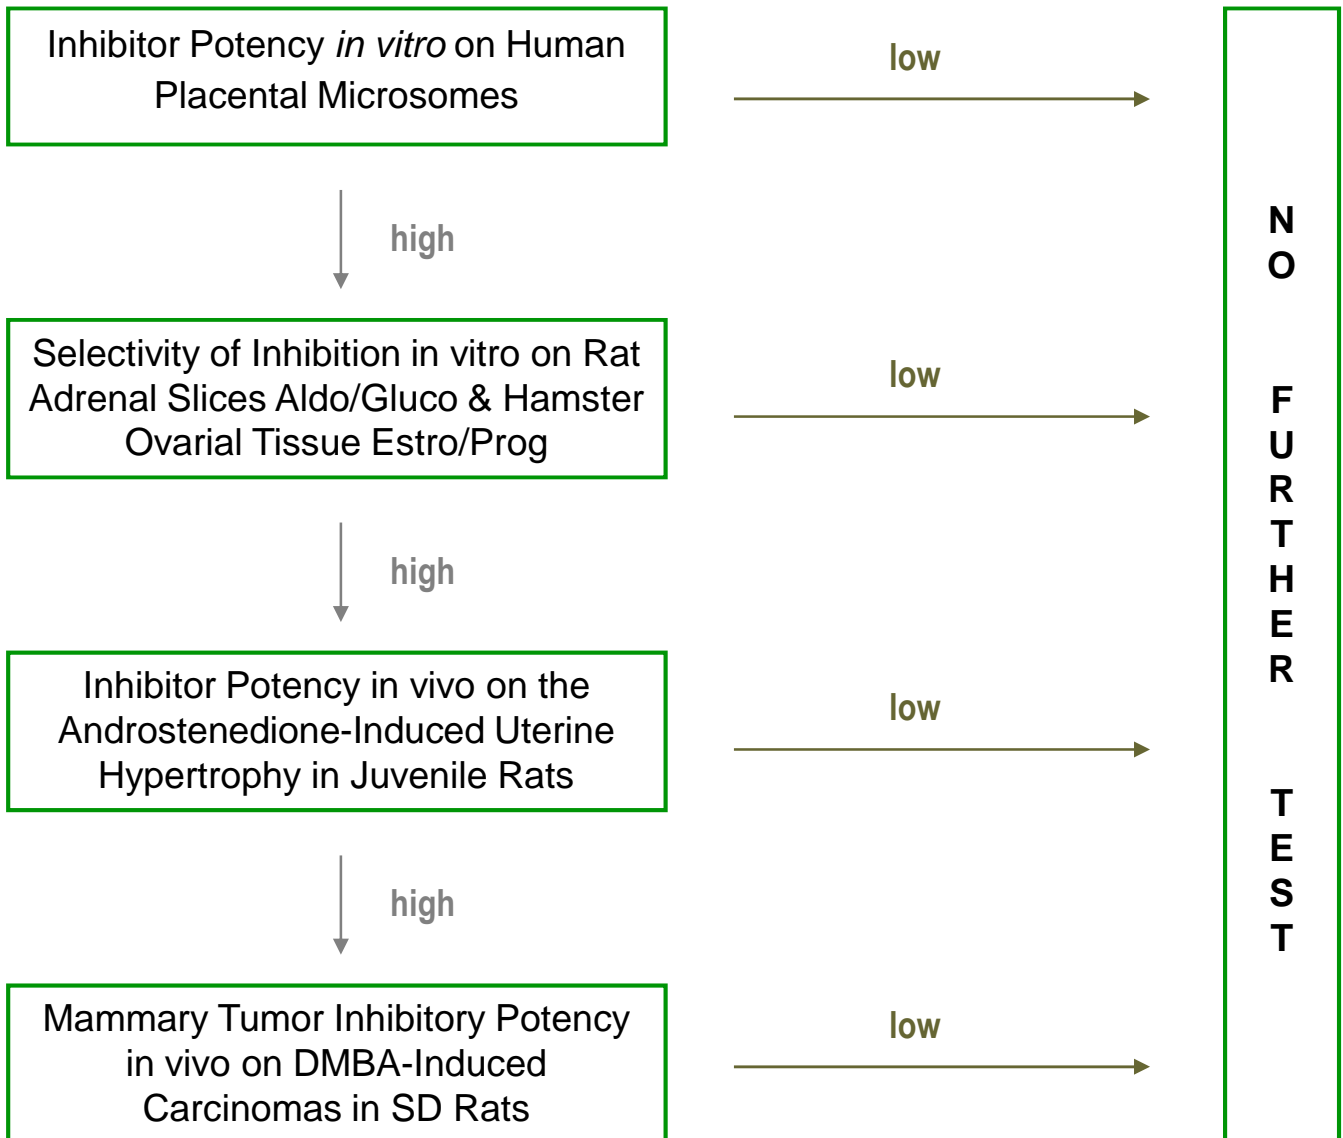 Inhibitor Potency in vitro on Human
Placental Microsomes
low
high
Selectivity of Inhibition in vitro on Rat
Adrenal Slices Aldo/Gluco & Hamster
Ovarial Tissue Estro/Prog
low
high
Inhibitor Potency in vivo on the
Androstenedione-Induced Uterine
Hypertrophy in Juvenile Rats
low
high
Mammary Tumor Inhibitory Potency
in vivo on DMBA-Induced
Carcinomas in SD Rats
low
N
O
F
U
R
T
H
E
R
T
E
S
T